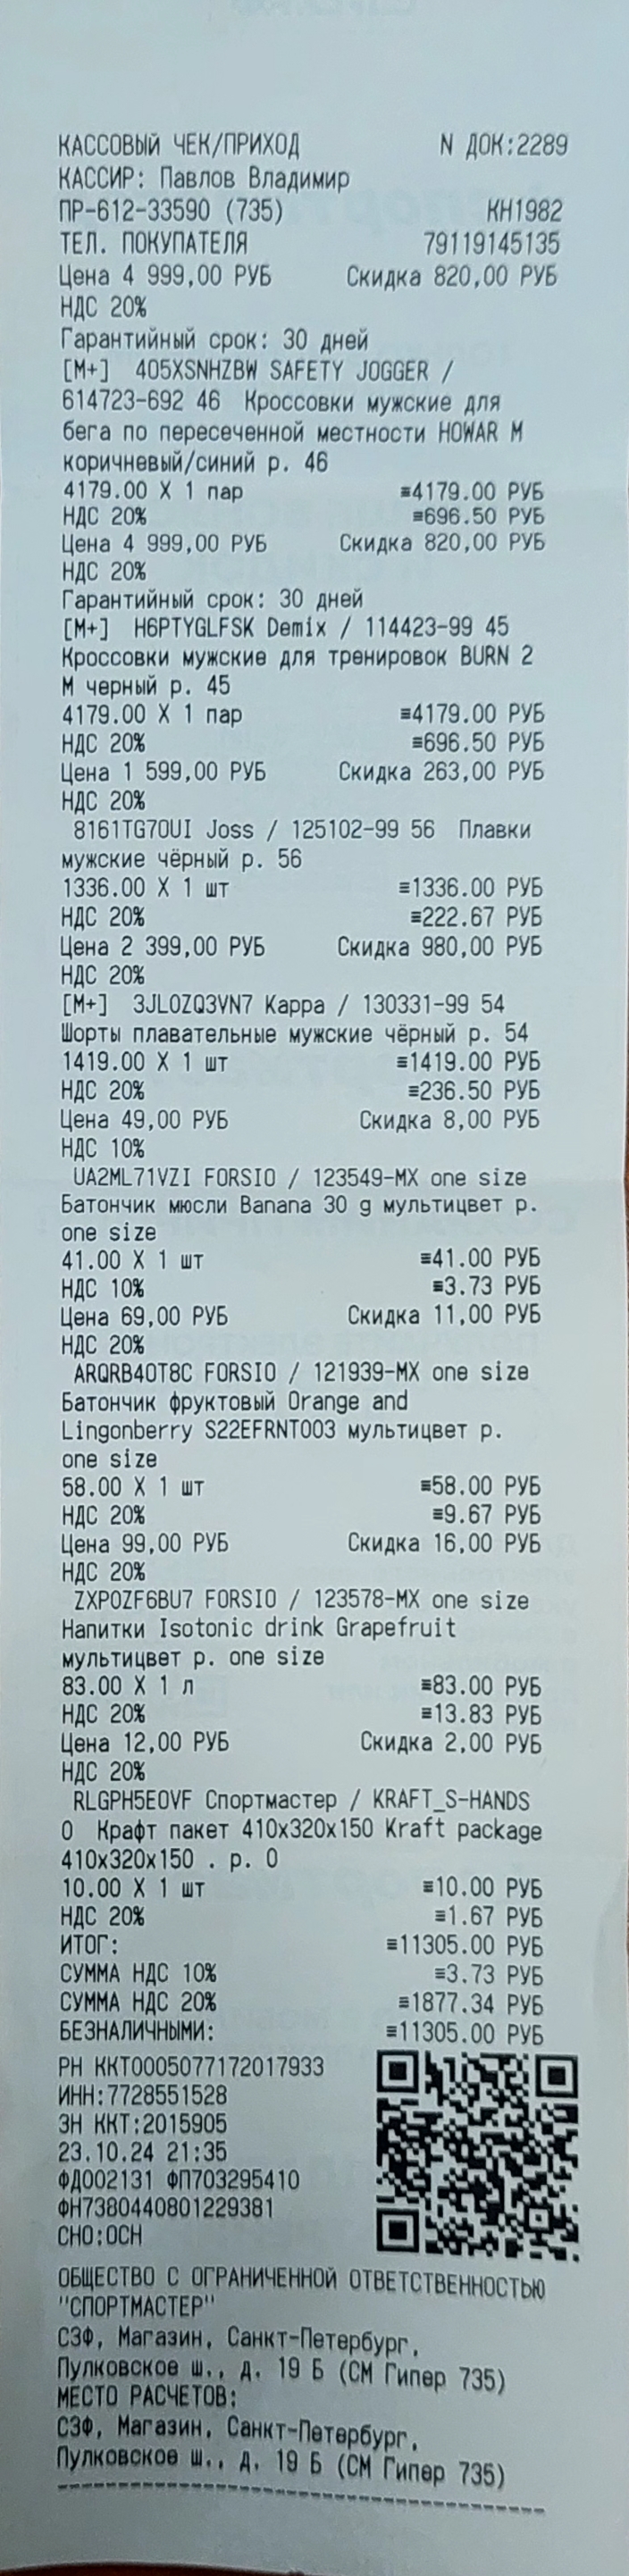 КАССОВЫЙ ЧЕК/ПРИХОД N ДОК:2289
КАССИР: Павлов Владимир
ПР-612-33590 (735) КН1982
ТЕЛ. ПОКУПАТЕЛЯ 79119145135
Цена 4 999,00 РУБ Скидка 820,00 РУБ
НДС 20%
Гарантийный срок: 30 дней
[М+] 405XSNHZBW SAFETY JOGGER /
614723-692 46 Кроссовки мужские для
бега по пересеченной местности HOWAR M
коричневый/синий р. 46
4179.00 X 1 пар ≡4179.00 РУБ
НДС 20% ≡696.50 РУБ
Цена 4 999,00 РУБ Скидка 820,00 РУБ
НДС 20%
Гарантийный срок: 30 дней
[М+] H6PTYGLFSK Demix / 114423-99 45
Кроссовки мужские для тренировок BURN 2
M черный р. 45
4179.00 X 1 пар ≡4179.00 РУБ
НДС 20% ≡696.50 РУБ
Цена 1 599,00 РУБ Скидка 263,00 РУБ
НДС 20%
8161TG70UI Joss / 125102-99 56 Плавки
мужские чёрный р. 56
1336.00 X 1 шт ≡1336.00 РУБ
НДС 20% ≡222.67 РУБ
Цена 2 399,00 РУБ Скидка 980,00 РУБ
НДС 20%
[М+] 3JL0ZQ3VN7 Kappa / 130331-99 54
Шорты плавательные мужские чёрный р. 54
1419.00 X 1 шт ≡1419.00 РУБ
НДС 20% ≡236.50 РУБ
Цена 49,00 РУБ Скидка 8,00 РУБ
НДС 10%
UA2ML71VZI FORSIO / 123549-MX one size
Батончик мюсли Banana 30 g мультицвет р.
one size
41.00 X 1 шт ≡41.00 РУБ
НДС 10% ≡3.73 РУБ
Цена 69,00 РУБ Скидка 11,00 РУБ
НДС 20%
ARQRB40T8C FORSIO / 121939-MX one size
Батончик фруктовый Orange and
Lingonberry S22EFRNT003 мультицвет р.
one size
58.00 X 1 шт ≡58.00 РУБ
НДС 20% ≡9.67 РУБ
Цена 99,00 РУБ Скидка 16,00 РУБ
НДС 20%
ZXP0ZF6BU7 FORSIO / 123578-MX one size
Напитки Isotonic drink Grapefruit
мультицвет р. one size
83.00 X 1 л ≡83.00 РУБ
НДС 20% ≡13.83 РУБ
Цена 12,00 РУБ Скидка 2,00 РУБ
НДС 20%
RLGPH5E0VF Спортмастер / KRAFT_S-HANDS
0 Крафт пакет 410x320x150 Kraft package
410x320x150 . р. 0
10.00 X 1 шт ≡10.00 РУБ
НДС 20% ≡1.67 РУБ
ИТОГ: ≡11305.00 РУБ
СУММА НДС 10% ≡3.73 РУБ
СУММА НДС 20% ≡1877.34 РУБ
БЕЗНАЛИЧНЫМИ: ≡11305.00 РУБ
РН ККТ0005077172017933
ИНН:7728551528
ЗН ККТ:2015905
23.10.24 21:35
ФД002131 ФП703295410
ФН7380440801229381
СНО:ОСН
ОБЩЕСТВО С ОГРАНИЧЕННОЙ ОТВЕТСТВЕННОСТЬЮ
"СПОРТМАСТЕР"
СЗФ, Магазин, Санкт-Петербург,
Пулковское ш., д. 19 Б (СМ Гипер 735)
МЕСТО РАСЧЕТОВ:
СЗФ, Магазин, Санкт-Петербург,
Пулковское ш., д. 19 Б (СМ Гипер 735)